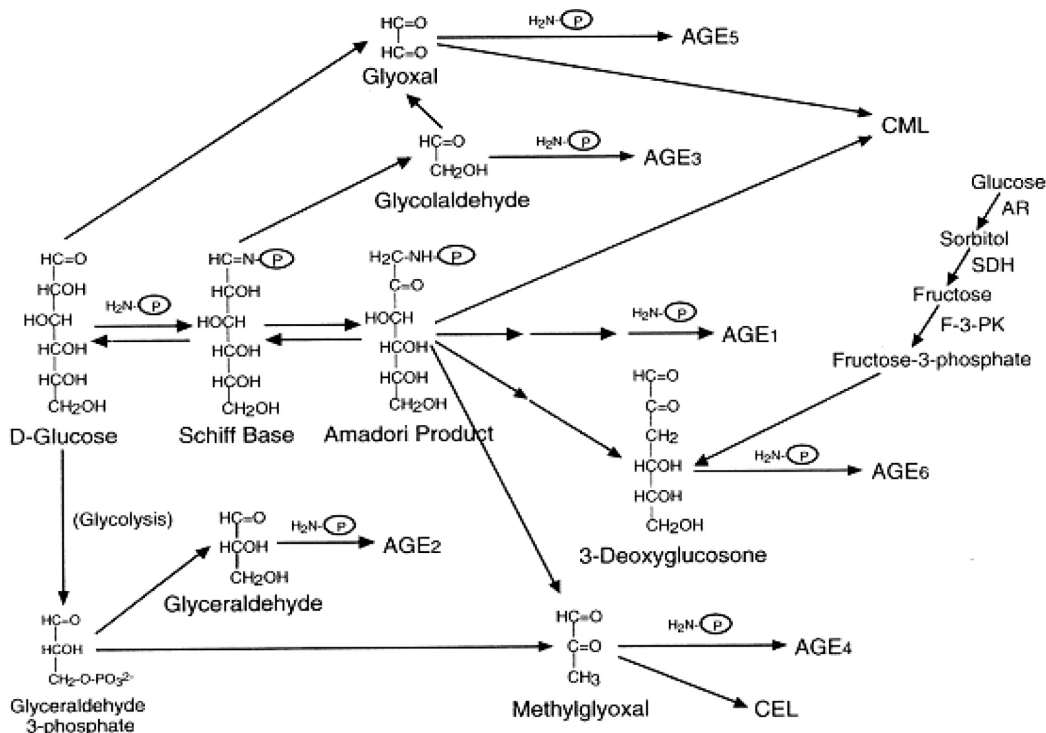 HC=O
HC=O
Glyoxal
H2N-P
AGE5
CML
HC=O
CH2OH
Glycolaldehyde
H2N-P
AGE3
Glucose
AR
Sorbitol
SDH
Fructose
F-3-PK
Fructose-3-phosphate
HC=O
HCOH
HOCH
HCOH
HCOH
CH2OH
D-Glucose
H2N-P
HC=N-P
HCOH
HOCH
HCOH
HCOH
CH2OH
Schiff Base
H2C-NH-P
C=O
HOCH
HCOH
HCOH
CH2OH
Amadori Product
H2N-P
AGE1
HC=O
C=O
CH2
HCOH
HCOH
CH2OH
3-Deoxyglucosone
H2N-P
AGE6
(Glycolysis)
HC=O
HCOH
CH2OH
Glyceraldehyde
H2N-P
AGE2
HC=O
HCOH
CH2-O-PO32-
Glyceraldehyde
3-phosphate
HC=O
C=O
CH3
Methylglyoxal
H2N-P
AGE4
CEL